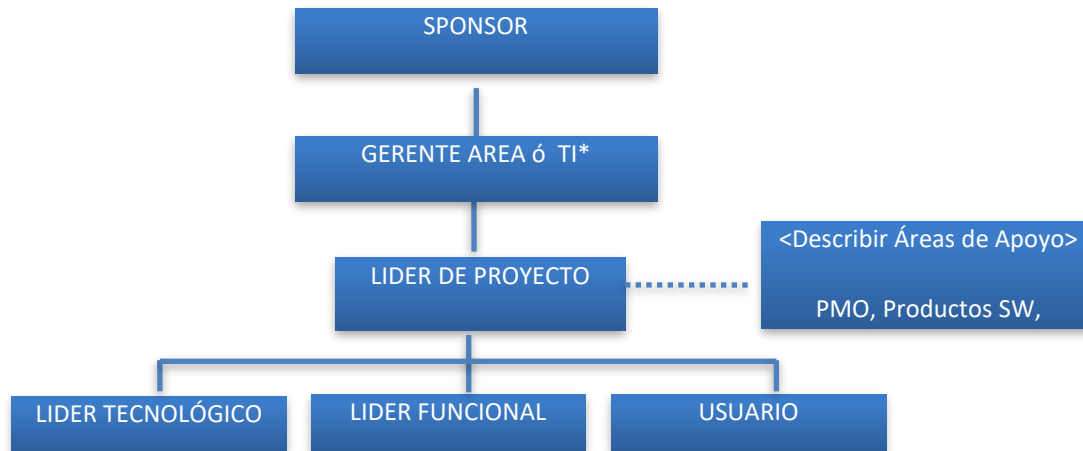 SPONSOR
GERENTE AREA ó TI*
<Describir Áreas de Apoyo>
LIDER DE PROYECTO
PMO, Productos SW,
LIDER TECNOLÓGICO
LIDER FUNCIONAL
USUARIO